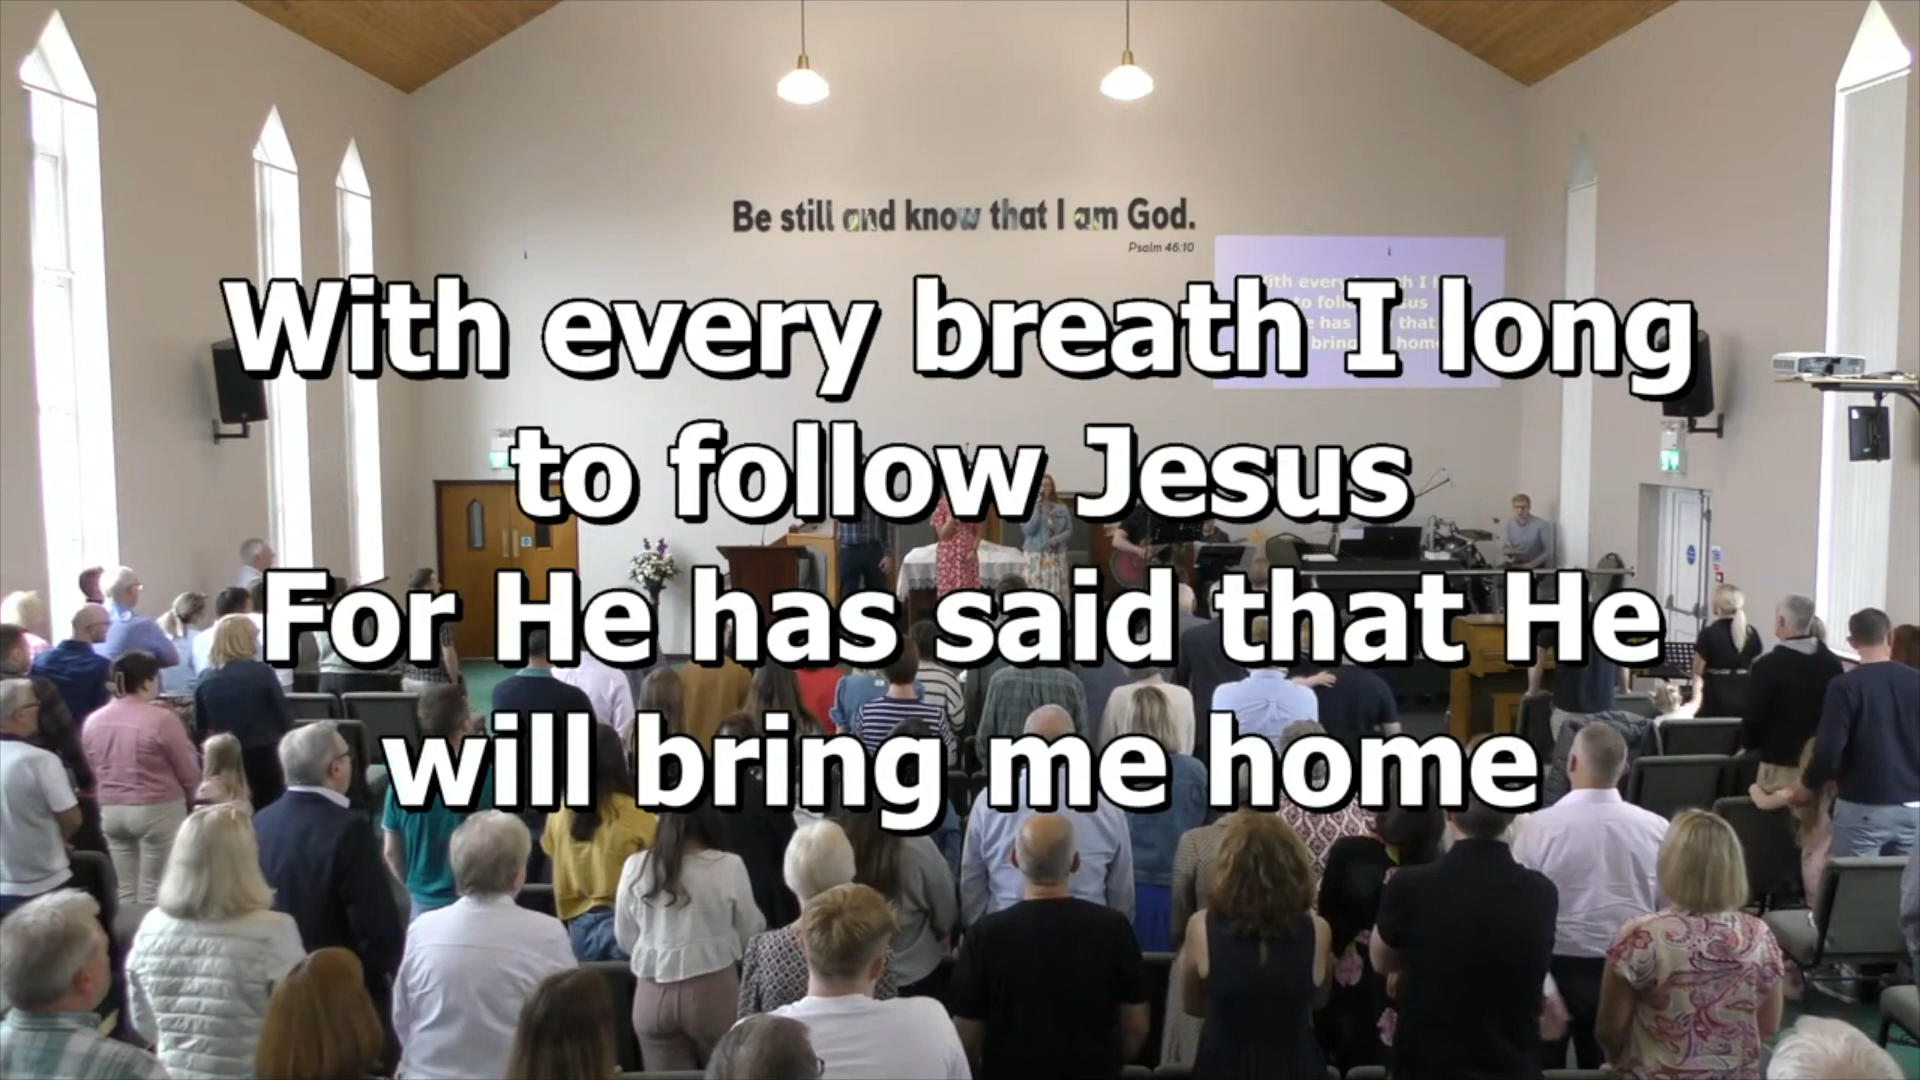 Be still and know that I am God.
Psalm 46:10
With every breath I long
to follow Jesus
For He has said that He
will bring me home